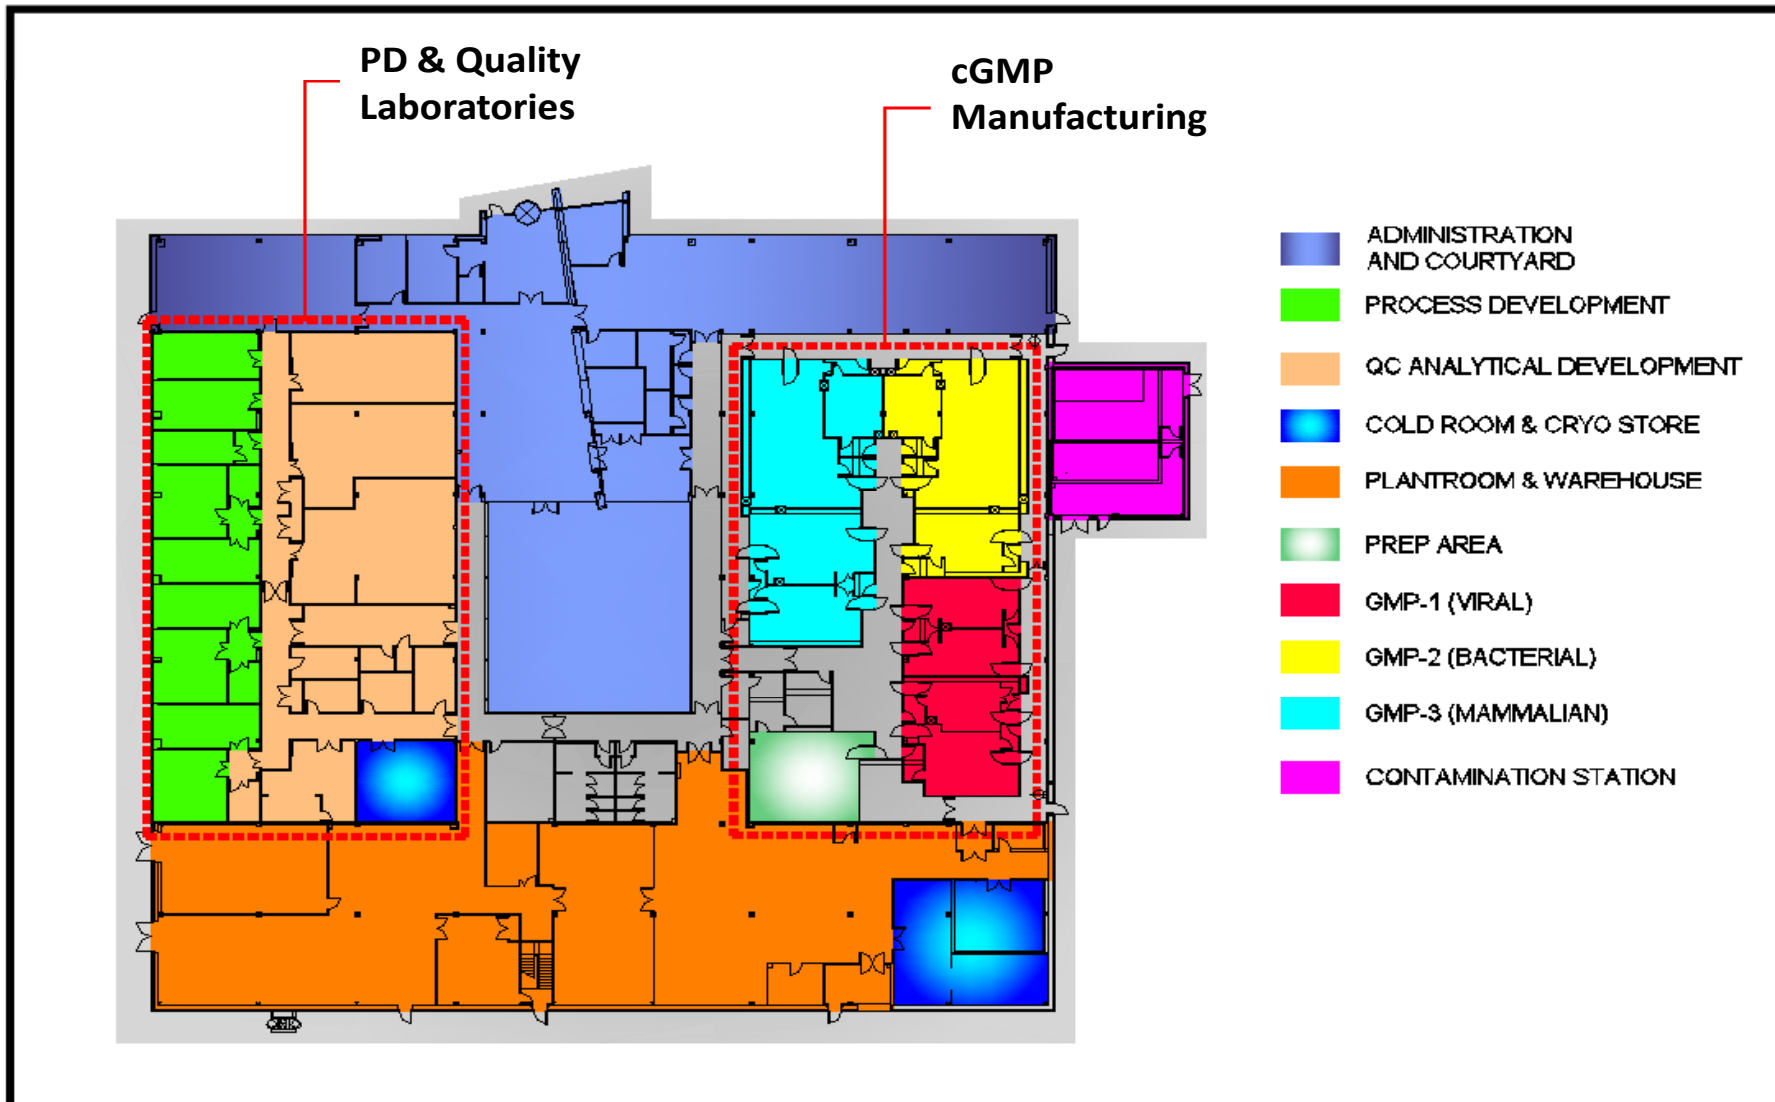 PD & Quality
Laboratories
cGMP
Manufacturing
ADMINISTRATION
AND COURTYARD
PROCESS DEVELOPMENT
QC ANALYTICAL DEVELOPMENT
COLD ROOM & CRYO STORE
PLANTROOM & WAREHOUSE
PREP AREA
GMP-1 (VIRAL)
GMP-2 (BACTERIAL)
GMP-3 (MAMMALIAN)
CONTAMINATION STATION